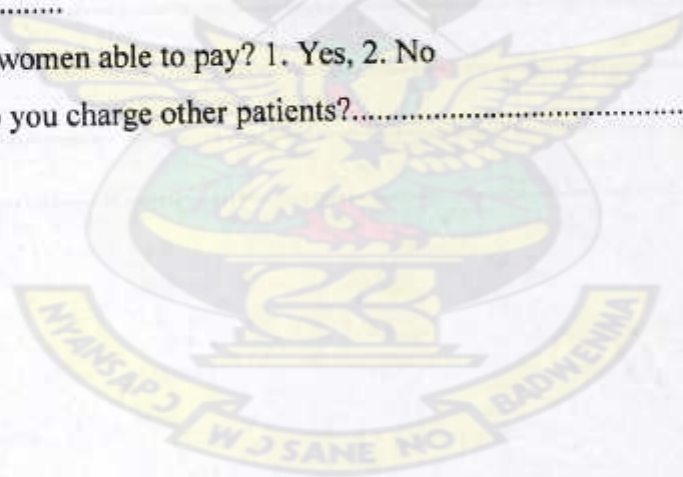 ..........
women able to pay? 1. Yes, 2. No
you charge other patients?..........................................
NYANSAPƆ WƆSANE NO BADWENMA